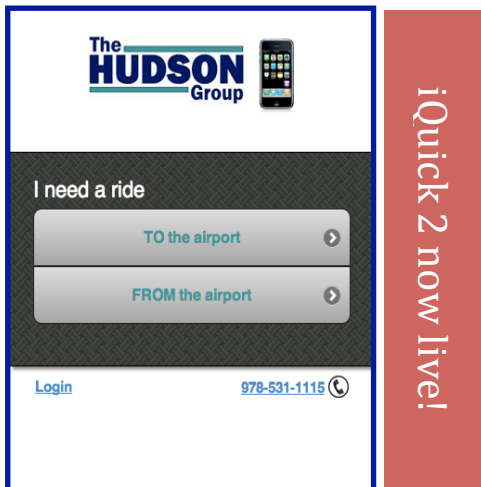 The
HUDSON
Group
I need a ride
TO the airport
FROM the airport
Login
978-531-1115
iQuick 2 now live!